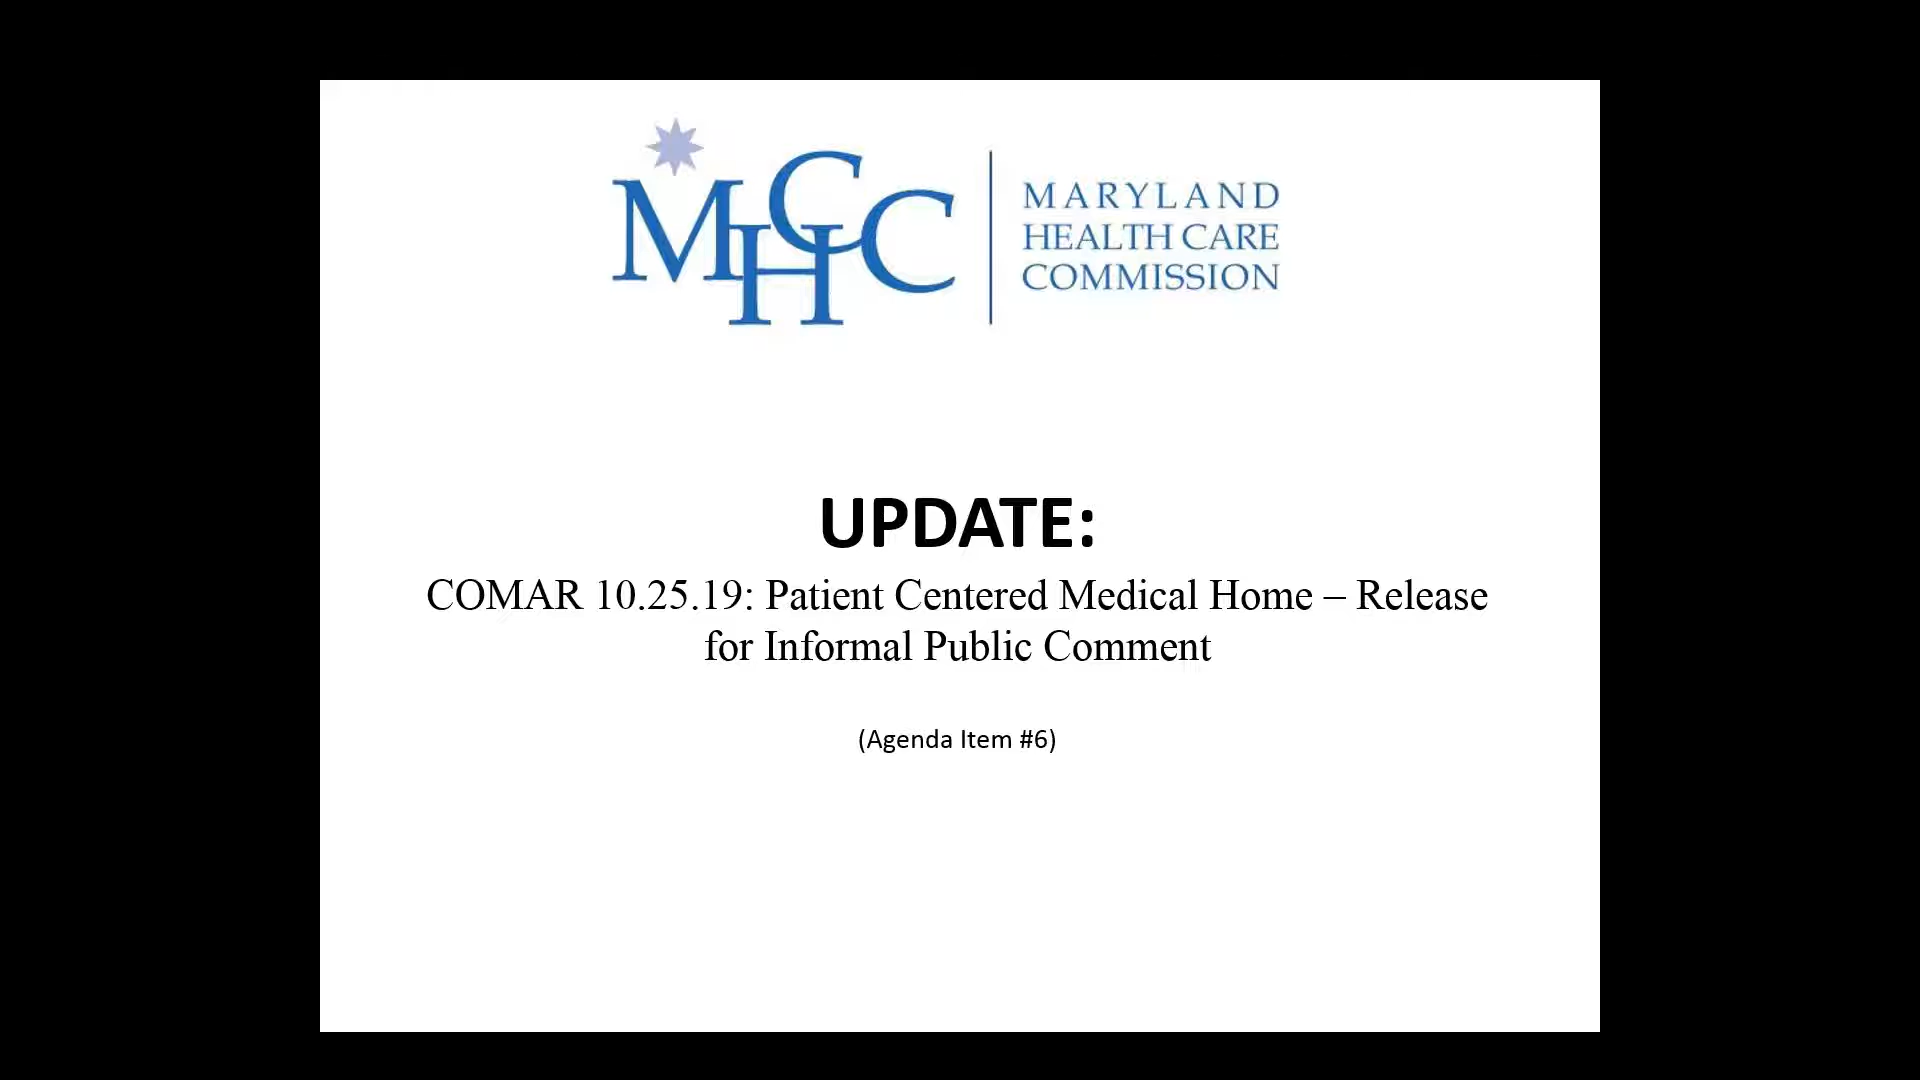 MHCC
MARYLAND
HEALTH CARE
COMMISSION
UPDATE:
COMAR 10.25.19: Patient Centered Medical Home – Release
for Informal Public Comment
(Agenda Item #6)